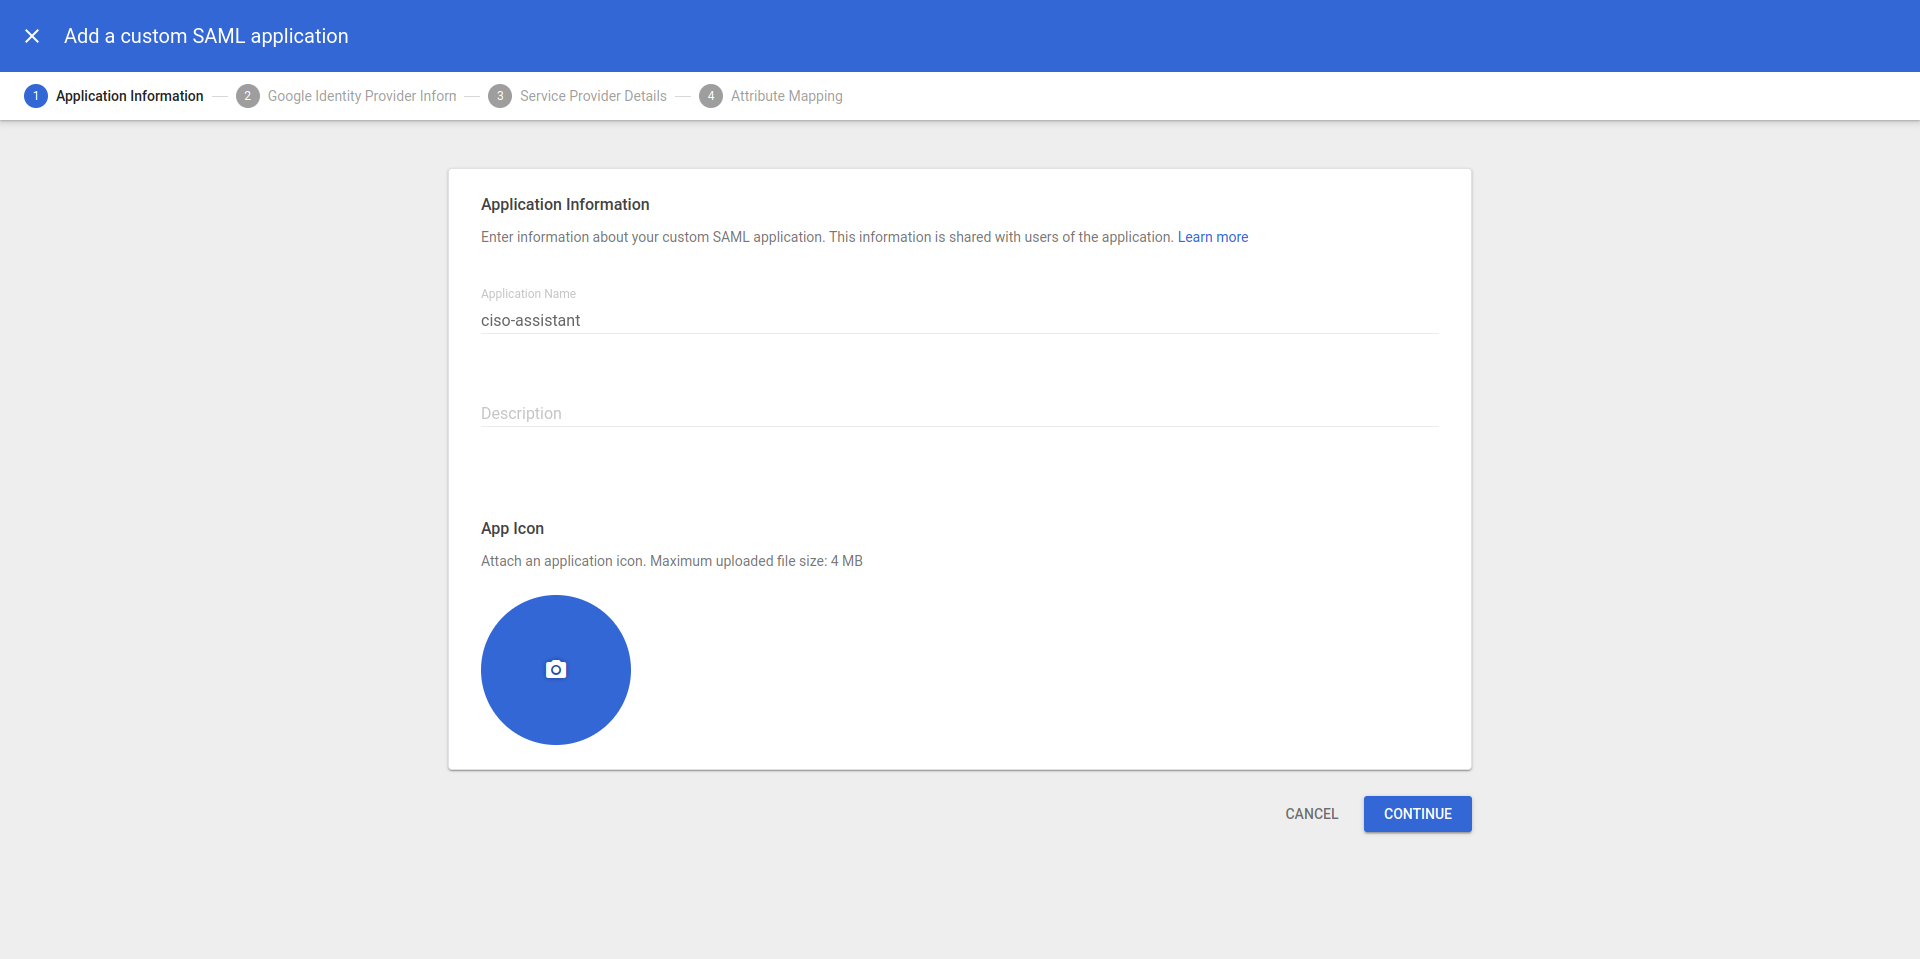 Add a custom SAML application
1 Application Information 2 Google Identity Provider Inforn 3 Service Provider Details 4 Attribute Mapping
Application Information
Enter information about your custom SAML application. This information is shared with users of the application. Learn more
Application Name
ciso-assistant
Description
App Icon
Attach an application icon. Maximum uploaded file size: 4 MB
CANCEL CONTINUE